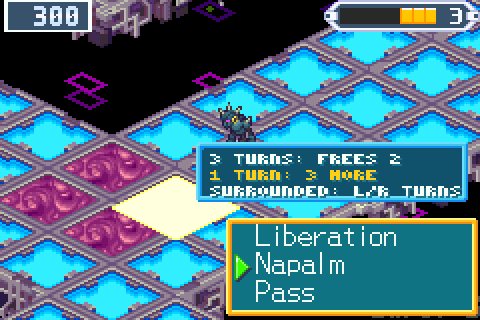 300
3
3 TURNS: FREES 2
1 TURN: 3 MORE
SURROUNDED: L/R TURNS
Liberation
Napalm
Pass